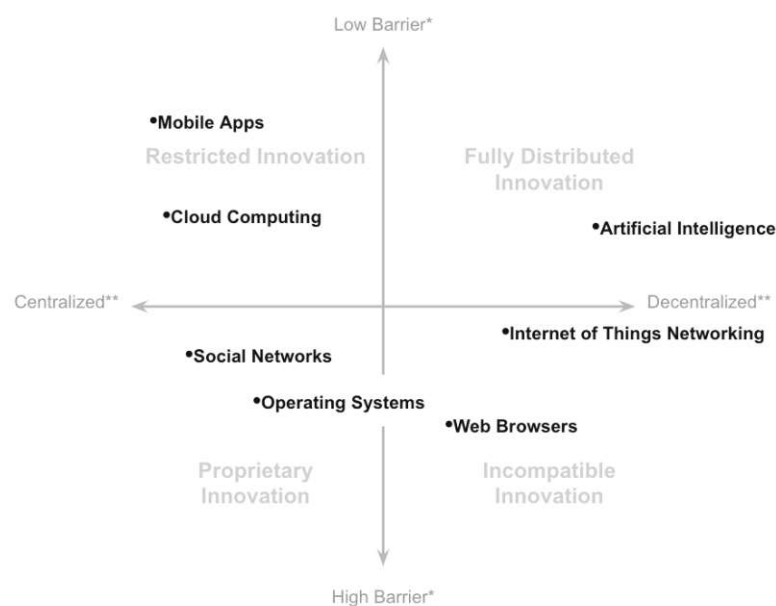 Low Barrier*
•Mobile Apps
Restricted Innovation
Fully Distributed
Innovation
•Cloud Computing
•Artificial Intelligence
Centralized**
Decentralized**
•Internet of Things Networking
•Social Networks
•Operating Systems
•Web Browsers
Proprietary
Innovation
Incompatible
Innovation
High Barrier*